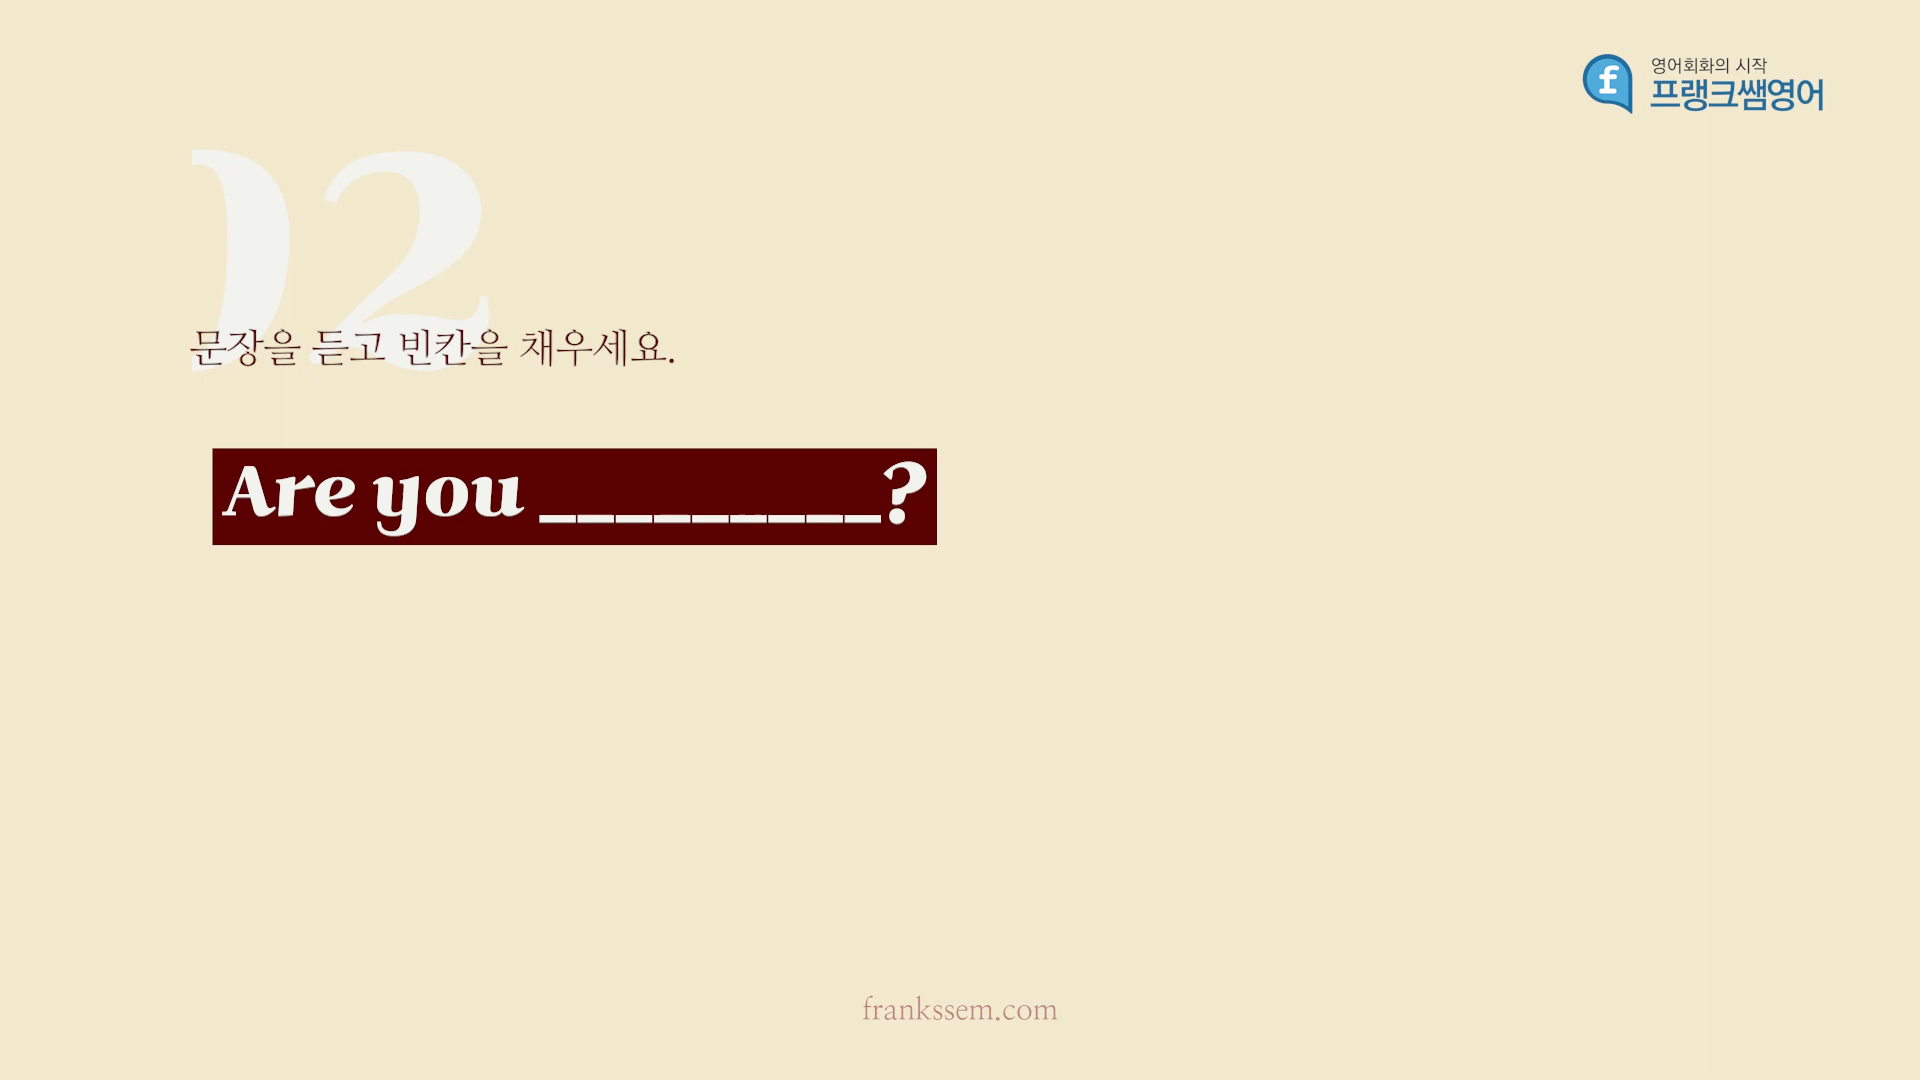 영어회화의 시작
프랭크쌤영어
02
문장을 듣고 빈칸을 채우세요.
Are you _________?
frankssem.com